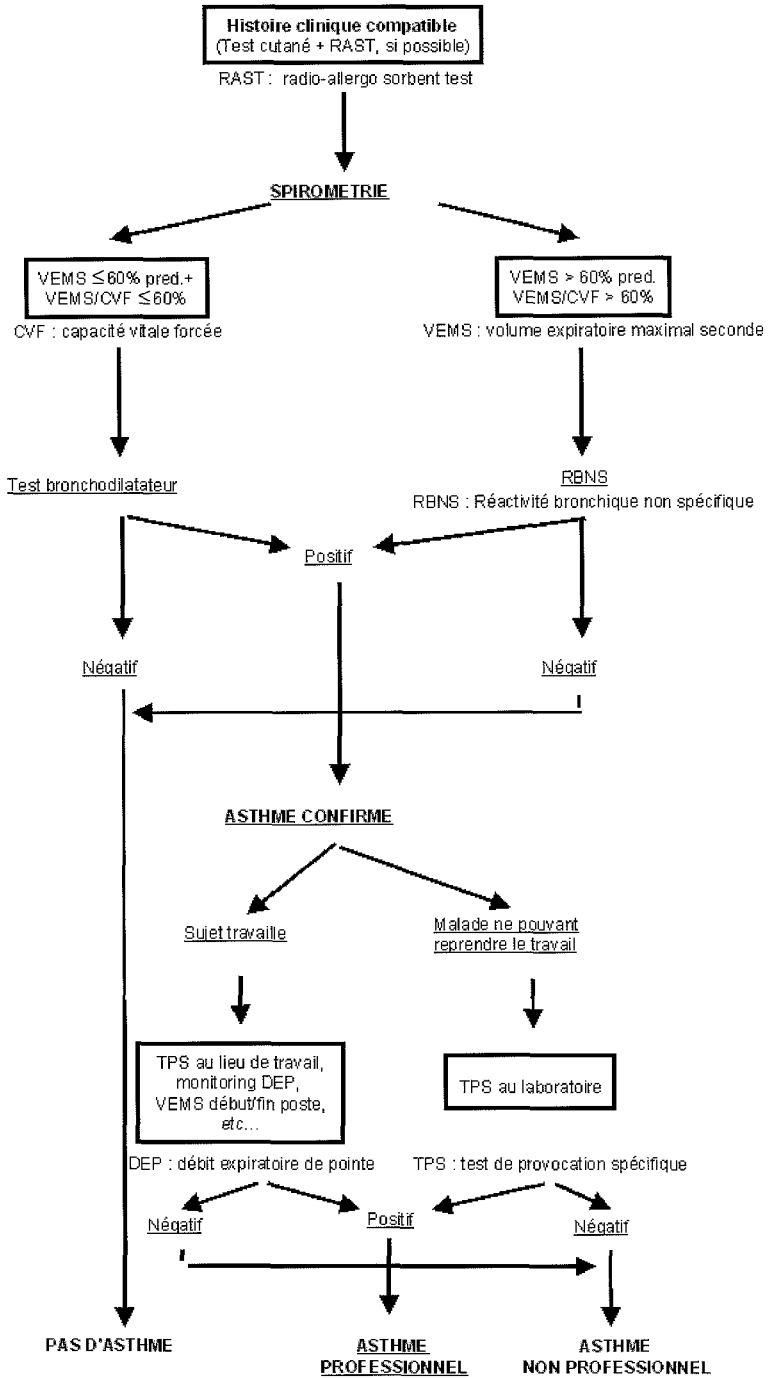 Histoire clinique compatible
(Test cutané + RAST, si possible)
RAST : radio-allergo sorbent test
SPIROMETRIE
VEMS ≤60% pred.+
VEMS/CVF ≤60%
CVF : capacité vitale forcée
VEMS > 60% pred.
VEMS/CVF > 60%
VEMS : volume expiratoire maximal seconde
Test bronchodilatateur
RBNS
RBNS : Réactivité bronchique non spécifique
Positif
Négatif
Négatif
ASTHME CONFIRME
Sujet travaille
Malade ne pouvant
reprendre le travail
TPS au lieu de travail,
monitoring DEP,
VEMS début/fin poste,
etc...
TPS au laboratoire
DEP : débit expiratoire de pointe
TPS : test de provocation spécifique
Négatif
Positif
Négatif
PAS D'ASTHME
ASTHME
PROFESSIONNEL
ASTHME
NON PROFESSIONNEL